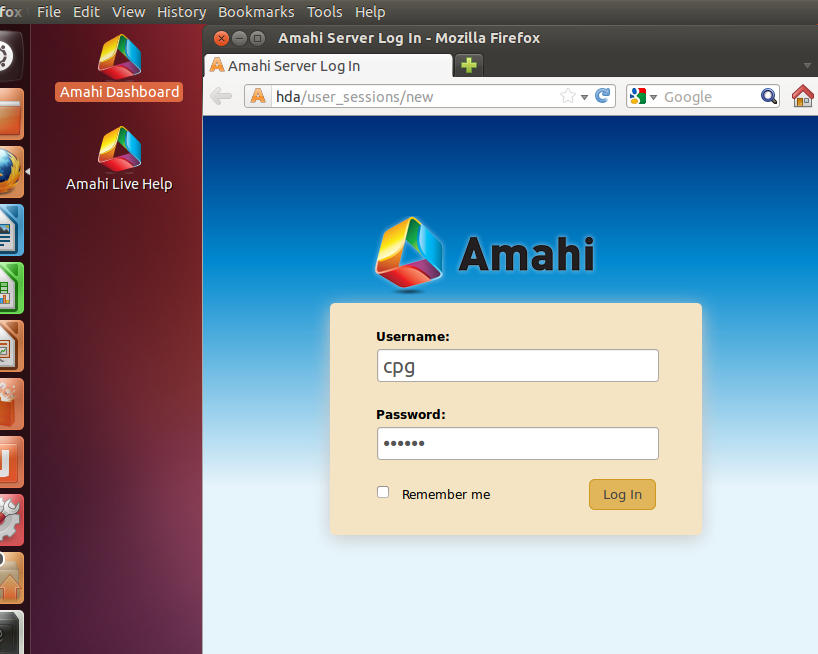 fox File Edit View History Bookmarks Tools Help
Amahi Server Log In - Mozilla Firefox
Amahi Server Log In
hda/user_sessions/new
Google
Amahi Dashboard
Amahi Live Help
Amahi
Username:
cpg
Password:
••••••
Remember me
Log In